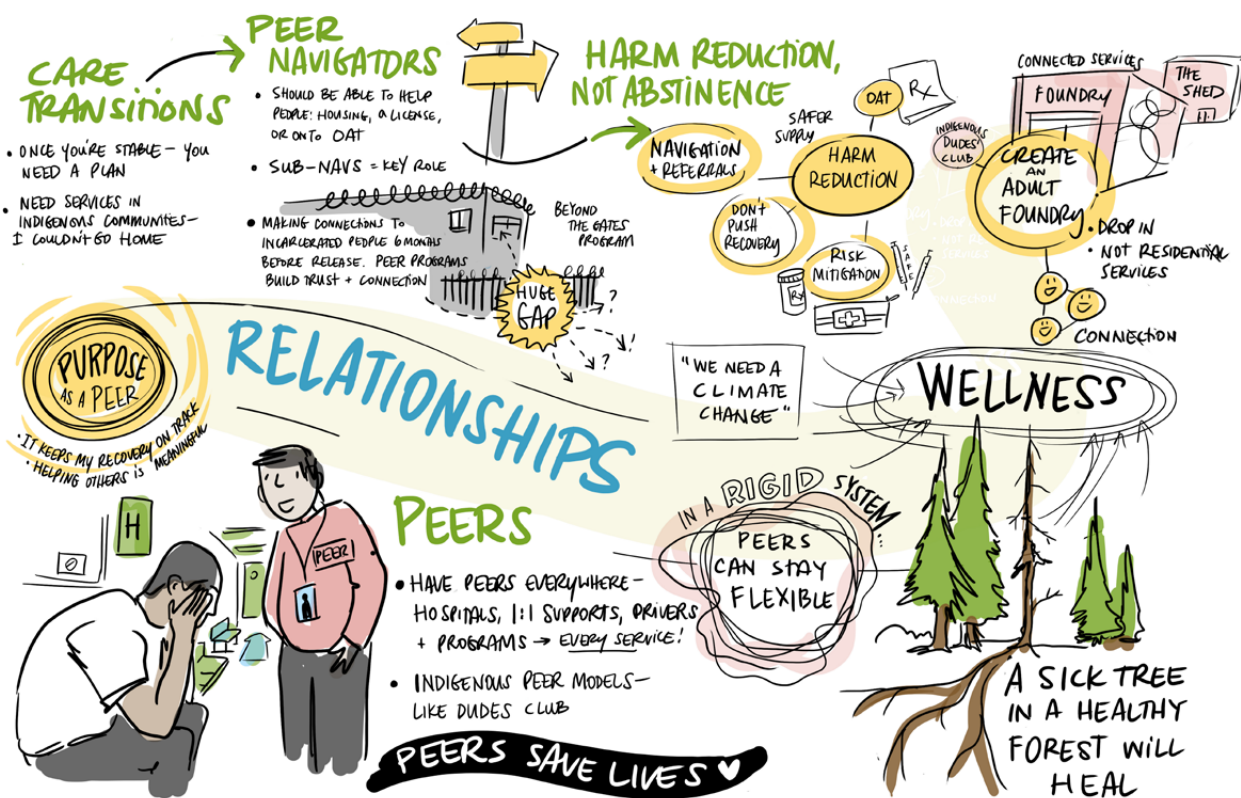 CARE
TRANSITIONS
• ONCE YOU'RE STABLE – YOU
NEED A PLAN
• NEED SERVICES IN
INDIGENOUS COMMUNITIES –
I COULDN'T GO HOME
PEER
NAVIGATORS
• SHOULD BE ABLE TO HELP
PEOPLE: HOUSING, A LICENSE,
OR ONTO OAT
• SUB-NAVS = KEY ROLE
• MAKING CONNECTIONS TO
INCARCERATED PEOPLE 6 MONTHS
BEFORE RELEASE. PEER PROGRAMS
BUILD TRUST + CONNECTION
BEYOND
THE GATES
PROGRAM
HUGE
GAP
?
?
?
HARM REDUCTION,
NOT ABSTINENCE
NAVIGATION
+ REFERRALS
SAFER
SUPPLY
OAT
RX
HARM
REDUCTION
DON'T
PUSH
RECOVERY
RISK
MITIGATION
RX
SAFE
CONNECTED SERVICES
FOUNDRY
THE
SHED
INDIGENOUS
DUDES
CLUB
CREATE
AN
ADULT
FOUNDRY
• DROP IN
• NOT RESIDENTIAL
SERVICES
CONNECTION
PURPOSE
AS A PEER
• IT KEEPS MY RECOVERY ON TRACK
• HELPING OTHERS IS MEANINGFUL
RELATIONSHIPS
"WE NEED A
CLIMATE
CHANGE"
WELLNESS
H
PEER
PEERS
• HAVE PEERS EVERYWHERE –
HOSPITALS, 1:1 SUPPORTS, DRIVERS
+ PROGRAMS → EVERY SERVICE!
• INDIGENOUS PEER MODELS –
LIKE DUDES CLUB
PEERS SAVE LIVES
IN A RIGID SYSTEM...
PEERS
CAN STAY
FLEXIBLE
A SICK TREE
IN A HEALTHY
FOREST WILL
HEAL